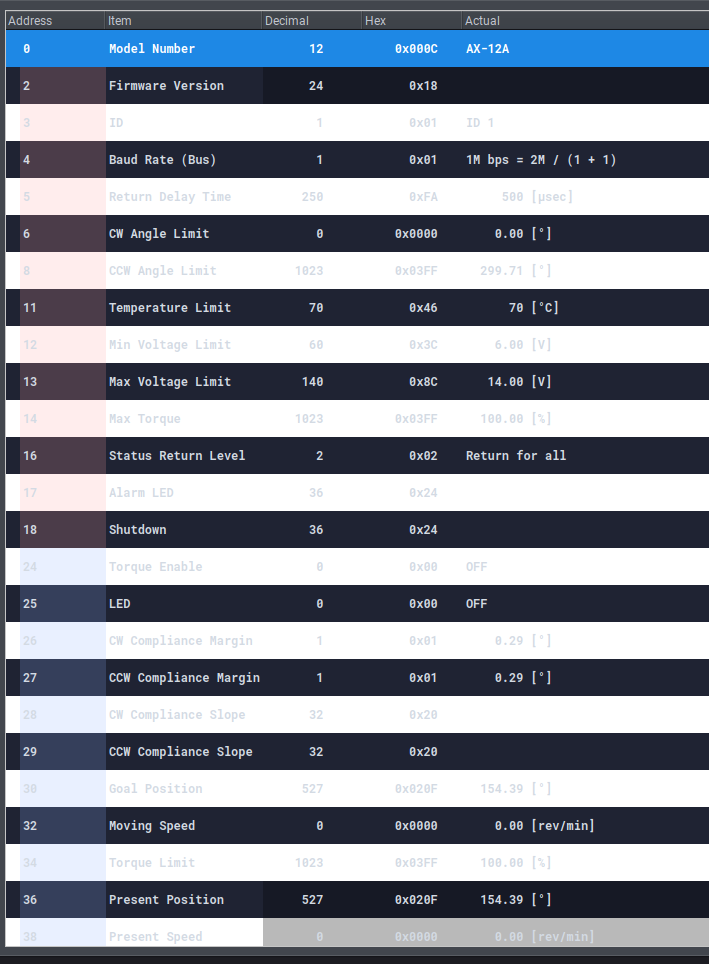 Address Item Decimal Hex Actual
0 Model Number 12 0x000C AX-12A
2 Firmware Version 24 0x18
3 ID 1 0x01 ID 1
4 Baud Rate (Bus) 1 0x01 1M bps = 2M / (1 + 1)
5 Return Delay Time 250 0xFA 500 [μsec]
6 CW Angle Limit 0 0x0000 0.00 [°]
8 CCW Angle Limit 1023 0x03FF 299.71 [°]
11 Temperature Limit 70 0x46 70 [°C]
12 Min Voltage Limit 60 0x3C 6.00 [V]
13 Max Voltage Limit 140 0x8C 14.00 [V]
14 Max Torque 1023 0x03FF 100.00 [%]
16 Status Return Level 2 0x02 Return for all
17 Alarm LED 36 0x24
18 Shutdown 36 0x24
24 Torque Enable 0 0x00 OFF
25 LED 0 0x00 OFF
26 CW Compliance Margin 1 0x01 0.29 [°]
27 CCW Compliance Margin 1 0x01 0.29 [°]
28 CW Compliance Slope 32 0x20
29 CCW Compliance Slope 32 0x20
30 Goal Position 527 0x020F 154.39 [°]
32 Moving Speed 0 0x0000 0.00 [rev/min]
34 Torque Limit 1023 0x03FF 100.00 [%]
36 Present Position 527 0x020F 154.39 [°]
38 Present Speed 0 0x0000 0.00 [rev/min]